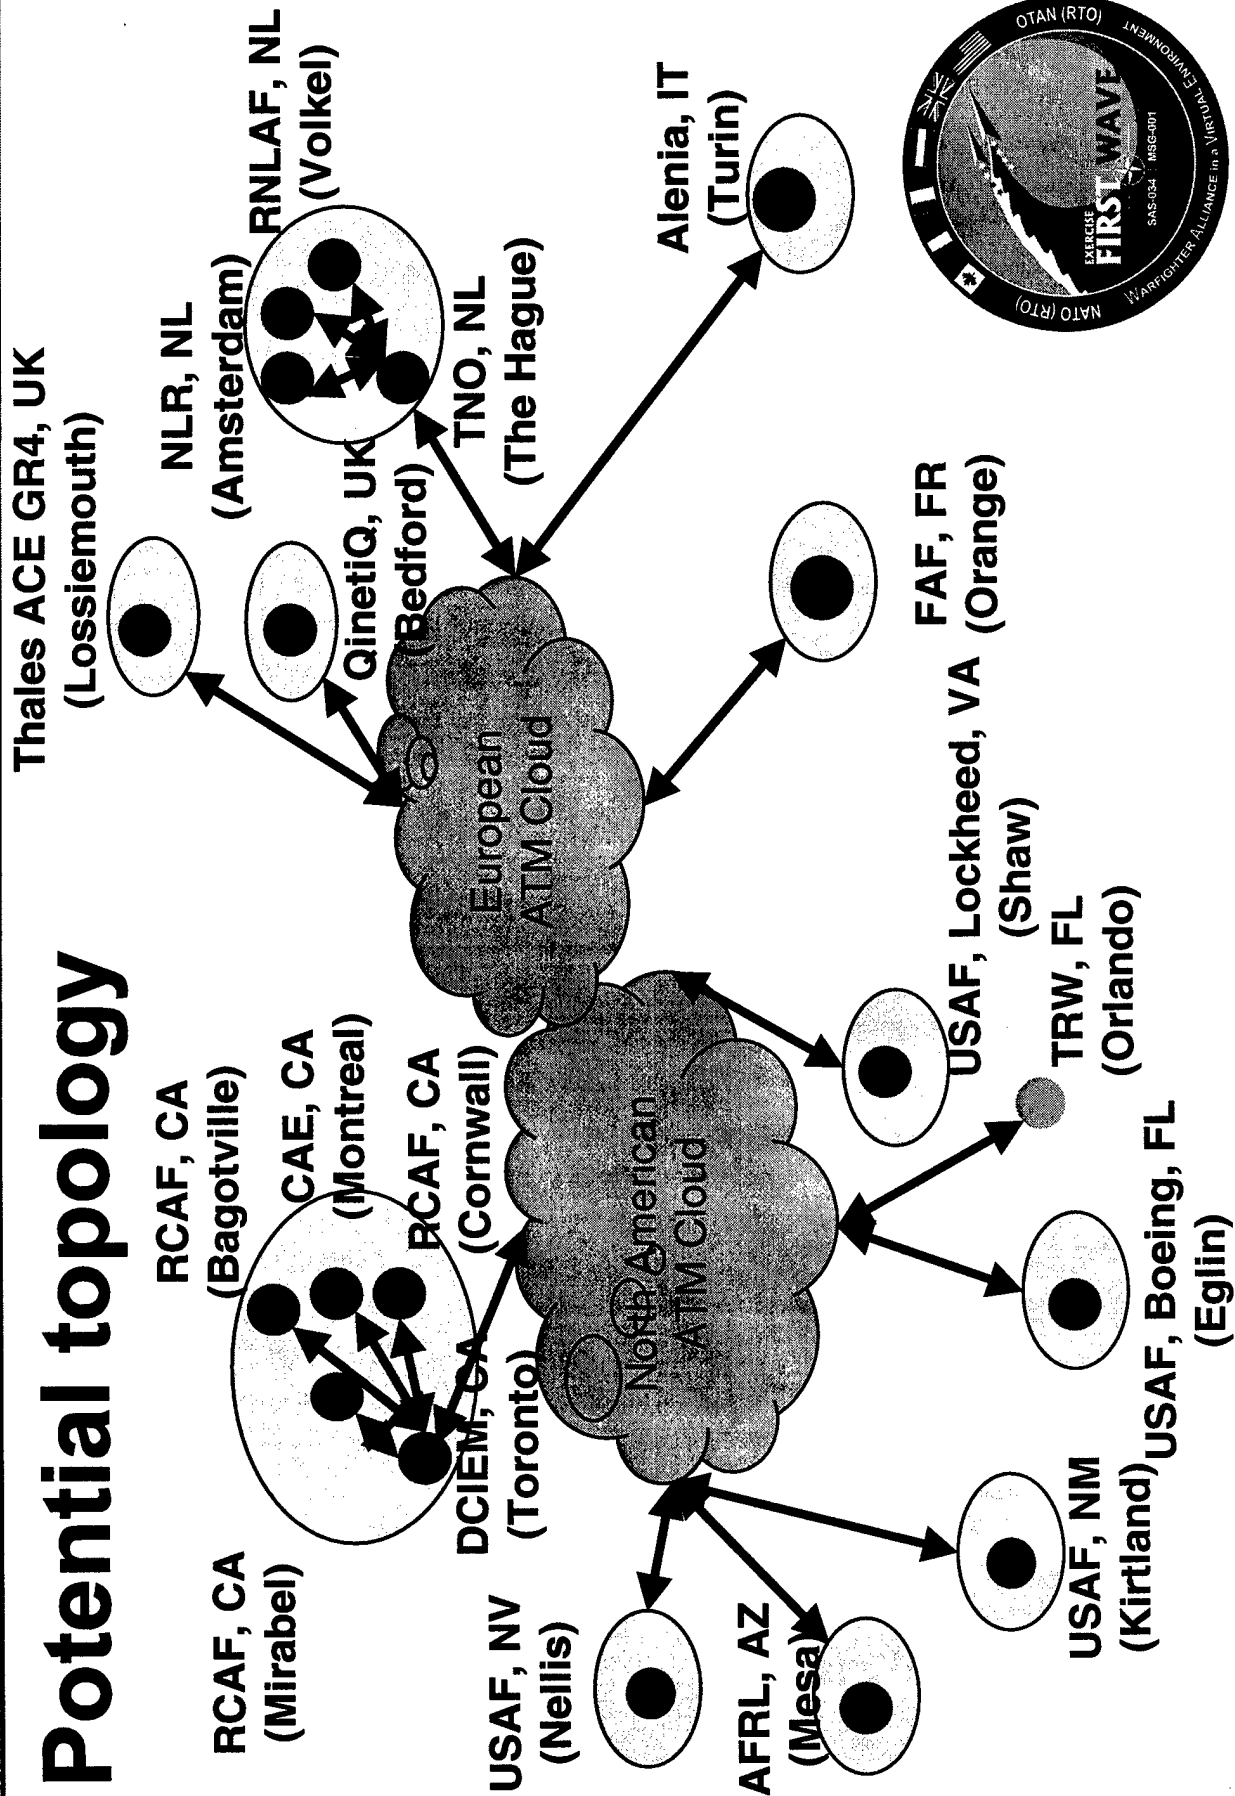 Potential topology
RCAF, CA
(Mirabel)
RCAF, CA
(Bagotville)
CAE, CA
(Montreal)
RCAF, CA
(Cornwall)
DCIEM, CA
(Toronto)
Thales ACE GR4, UK
(Lossiemouth)
NLR, NL
(Amsterdam)
RNLAF, NL
(Volkel)
QinetiQ, UK
(Bedford)
TNO, NL
(The Hague)
European
ATM Cloud
North American
ATM Cloud
USAF, NV
(Nellis)
AFRL, AZ
(Mesa)
USAF, NM
(Kirtland)
USAF, Boeing, FL
(Eglin)
TRW, FL
(Orlando)
USAF, Lockheed, VA
(Shaw)
FAF, FR
(Orange)
Alenia, IT
(Turin)
NATO (RTO)
OTAN (RTO)
EXERCISE
FIRST WAVE
SAS-034 MSG-001
WARFIGHTER ALLIANCE in a VIRTUAL ENVIRONMENT